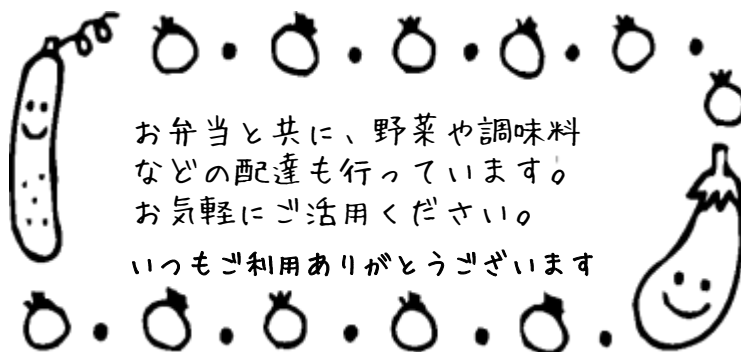 お弁当と共に、野菜や調味料
などの配達も行っています。
お気軽にご活用ください。
いつもご利用ありがとうございます